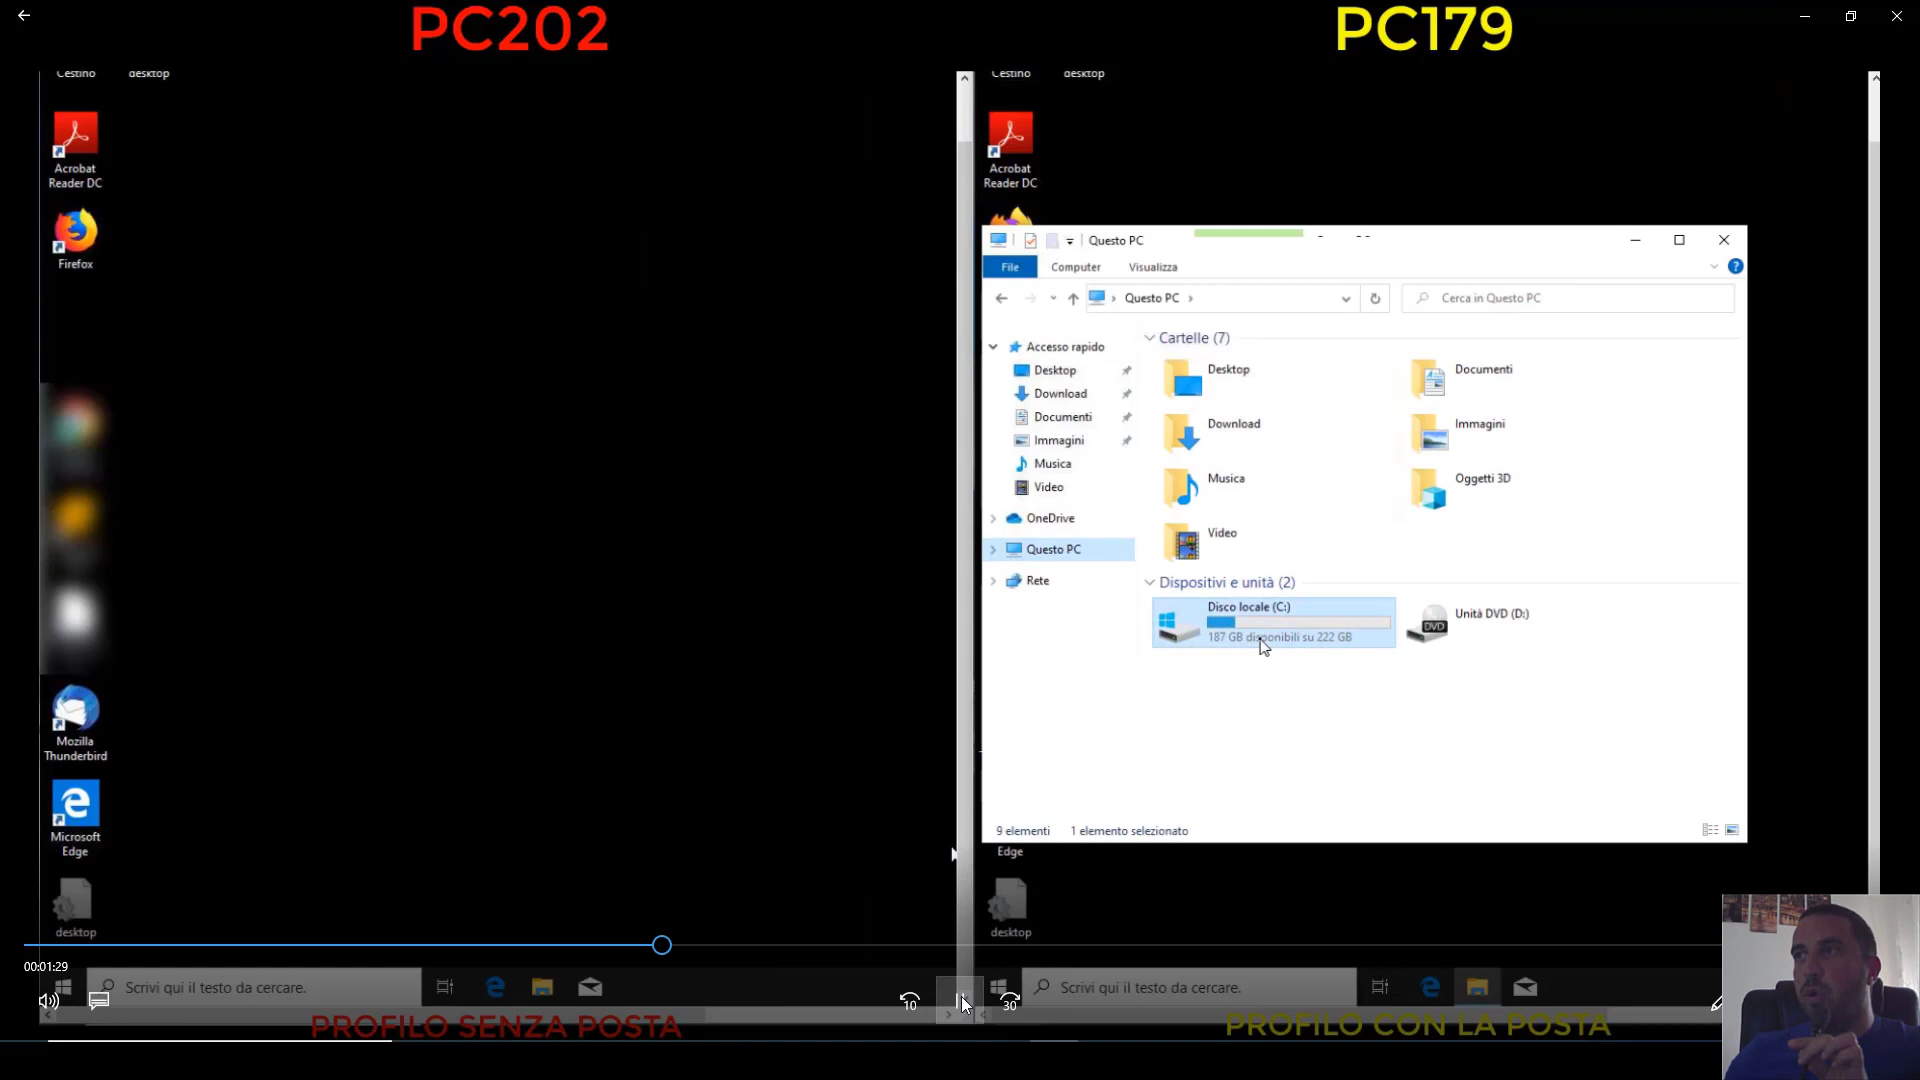 PC202
PC179
Cestino
desktop
Acrobat
Reader DC
Firefox
Mozilla
Thunderbird
Microsoft
Edge
desktop
Cestino
desktop
Acrobat
Reader DC
Questo PC
File
Computer
Visualizza
Questo PC
Cerca in Questo PC
Accesso rapido
Desktop
Download
Documenti
Immagini
Musica
Video
OneDrive
Questo PC
Rete
Cartelle (7)
Desktop
Documenti
Download
Immagini
Musica
Oggetti 3D
Video
Dispositivi e unità (2)
Disco locale (C:)
187 GB disponibili su 222 GB
DVD
Unità DVD (D:)
9 elementi
1 elemento selezionato
Edge
desktop
00:01:29
Scrivi qui il testo da cercare.
10
30
Scrivi qui il testo da cercare.
PROFILO SENZA POSTA
PROFILO CON LA POSTA